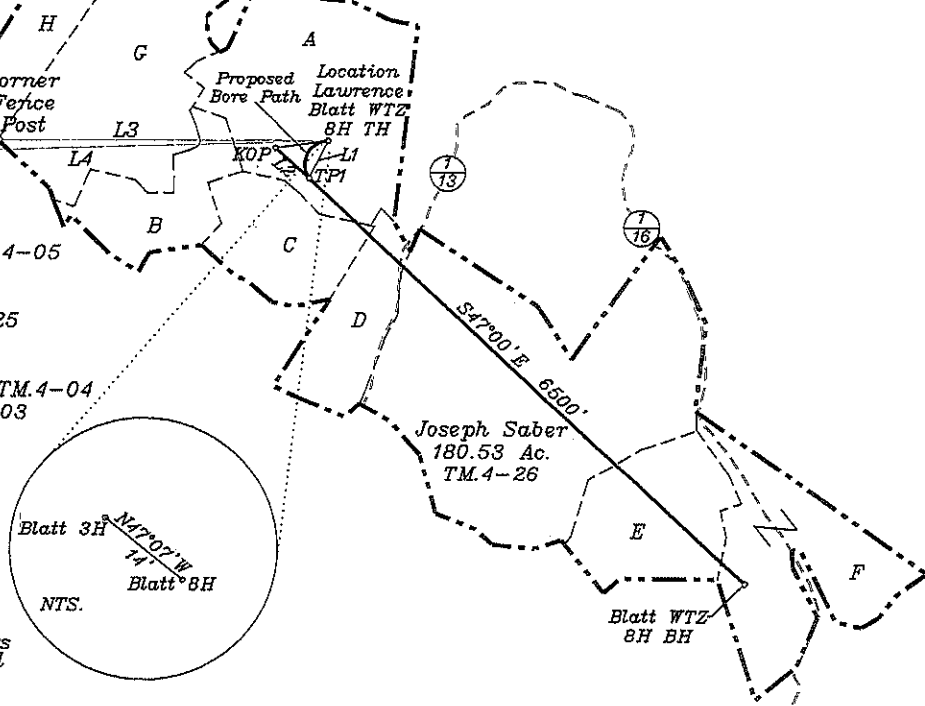 H
G
A
orner
Fence
Post
Proposed
Bore Path
Location
Lawrence
Blatt WTZ
8H TH
L3
L4
KOP
L2
L1
TP1
1
13
1
16
B
4-05
C
25
D
S47°00'E 6500'
TM.4-04
03
Joseph Saber
180.53 Ac.
TM.4-26
Blatt 3H
N47°07'W
14'
Blatt 8H
NTS.
E
F
Blatt WTZ
8H BH